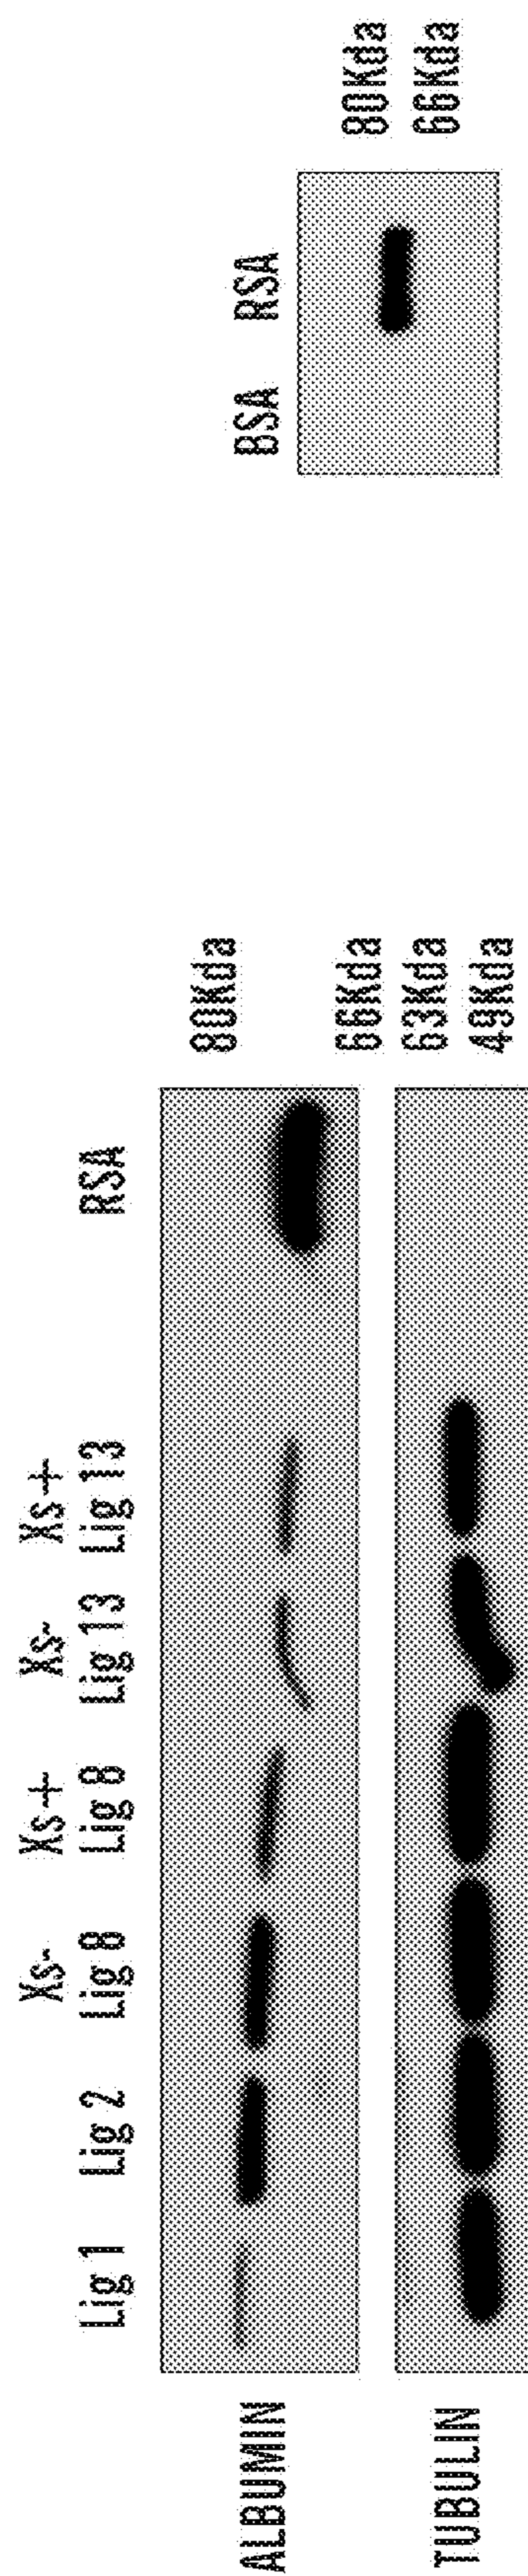 Xs- Xs+ Xs- Xs+
Lig 1 Lig 2 Lig 8 Lig 8 Lig 13 Lig 13 RSA
ALBUMIN
80Kda
66Kda
TUBULIN
63Kda
49Kda
BSA RSA
80Kda
66Kda